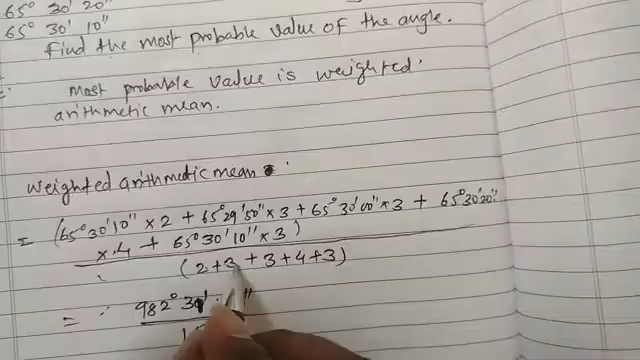 65° 30' 20"
65° 30' 10"
find the most probable value of the angle.
Most probable value is weighted
arithmetic mean.
Weighted arithmetic mean
= (65°30'10" × 2 + 65°29'50" × 3 + 65°30'00" × 3 + 65°30'20"
× 4 + 65°30'10" × 3)
(2+3+3+4+3)
= 982° 30'